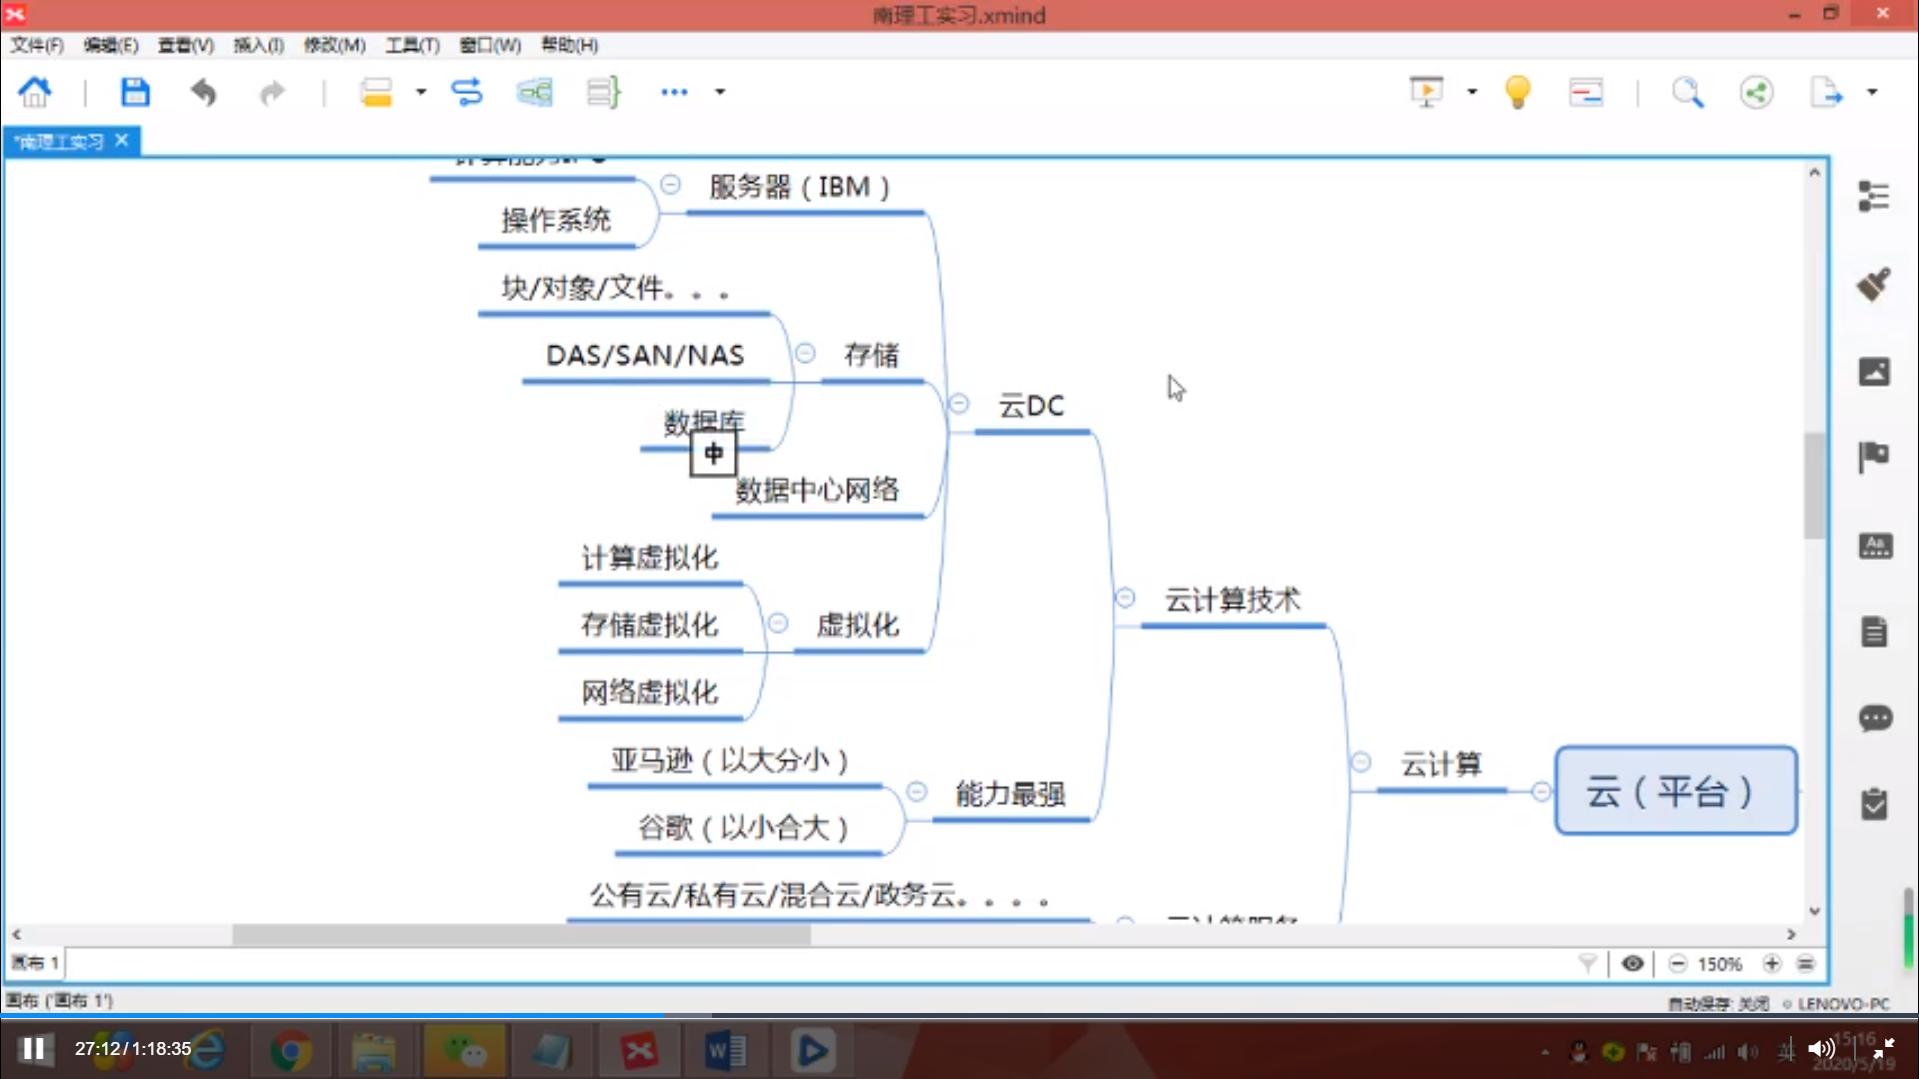 南理工实习.xmind
文件(F) 编辑(E) 查看(V) 插入(I) 修改(M) 工具(T) 窗口(W) 帮助(H)
*南理工实习
服务器（IBM）
操作系统
块/对象/文件。。。
DAS/SAN/NAS
存储
云DC
数据库
中
数据中心网络
计算虚拟化
云计算技术
存储虚拟化
虚拟化
网络虚拟化
亚马逊（以大分小）
云计算
能力最强
云（平台）
谷歌（以小合大）
公有云/私有云/混合云/政务云。。。。
画布 1
150%
画布 ('画布 1')
自动保存: 关闭 LENOVO-PC
27:12 / 1:18:35
英
15:16
2020/5/19